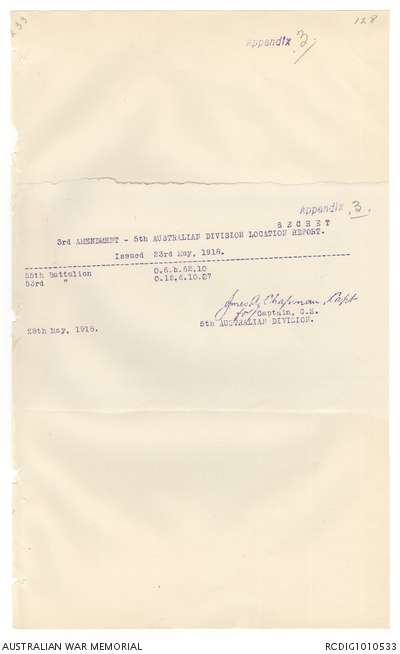 128
Appendix 3/
Appendix 3.
SECRET
3rd AMENDMENT - 5th AUSTRALIAN DIVISION LOCATION REPORT.
Issued 23rd May, 1918.
55th Battalion O.6.b.52.10
53rd " O.12.d.10.27
James A. Chapman, Capt
for/Captain, G.S.
5th AUSTRALIAN DIVISION.
28th May, 1918.
AUSTRALIAN WAR MEMORIAL
RCDIG1010533